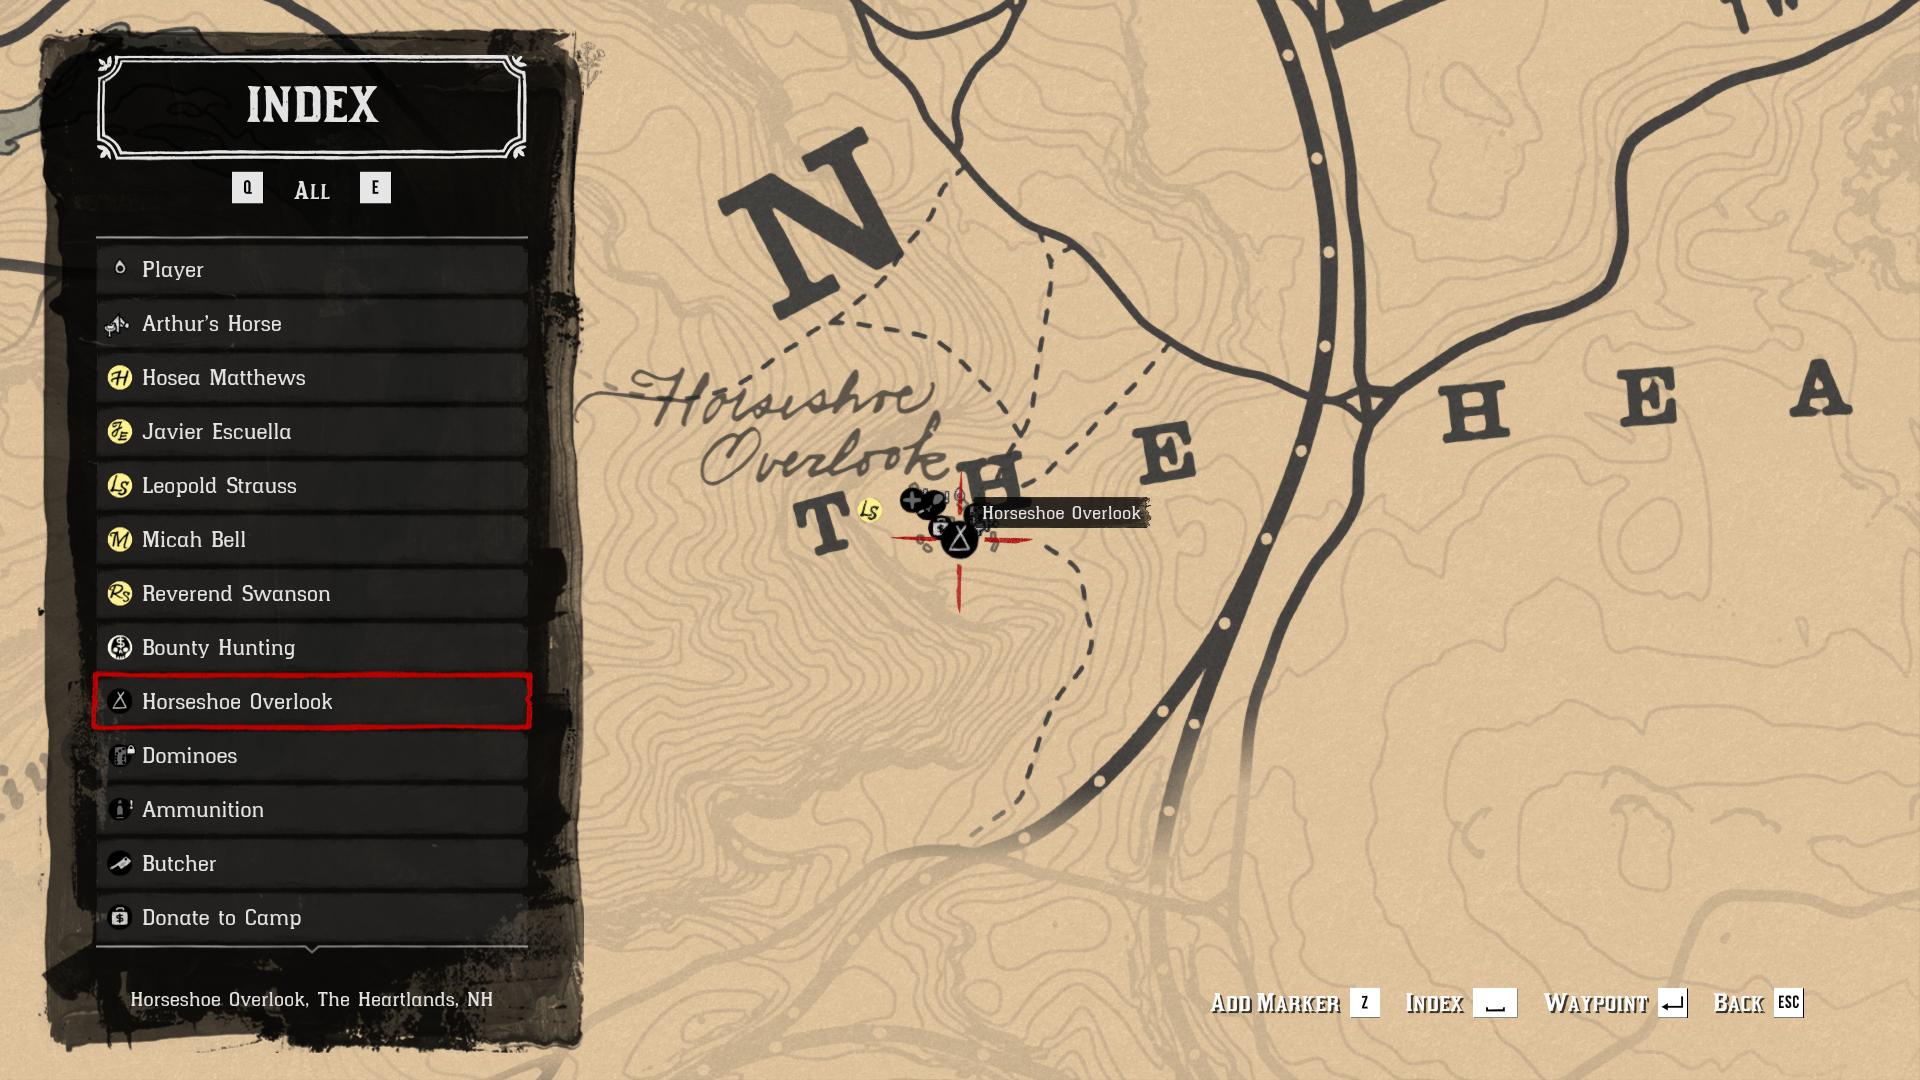 INDEX
Q All E
Player
Arthur's Horse
Hosea Matthews
Javier Escuella
Leopold Strauss
Micah Bell
Reverend Swanson
Bounty Hunting
Horseshoe Overlook
Dominoes
Ammunition
Butcher
Donate to Camp
Horseshoe Overlook, The Heartlands, NH
N
Horseshoe
Overlook
T H E H E A
LS
Horseshoe Overlook
Add Marker Z Index Waypoint Back ESC